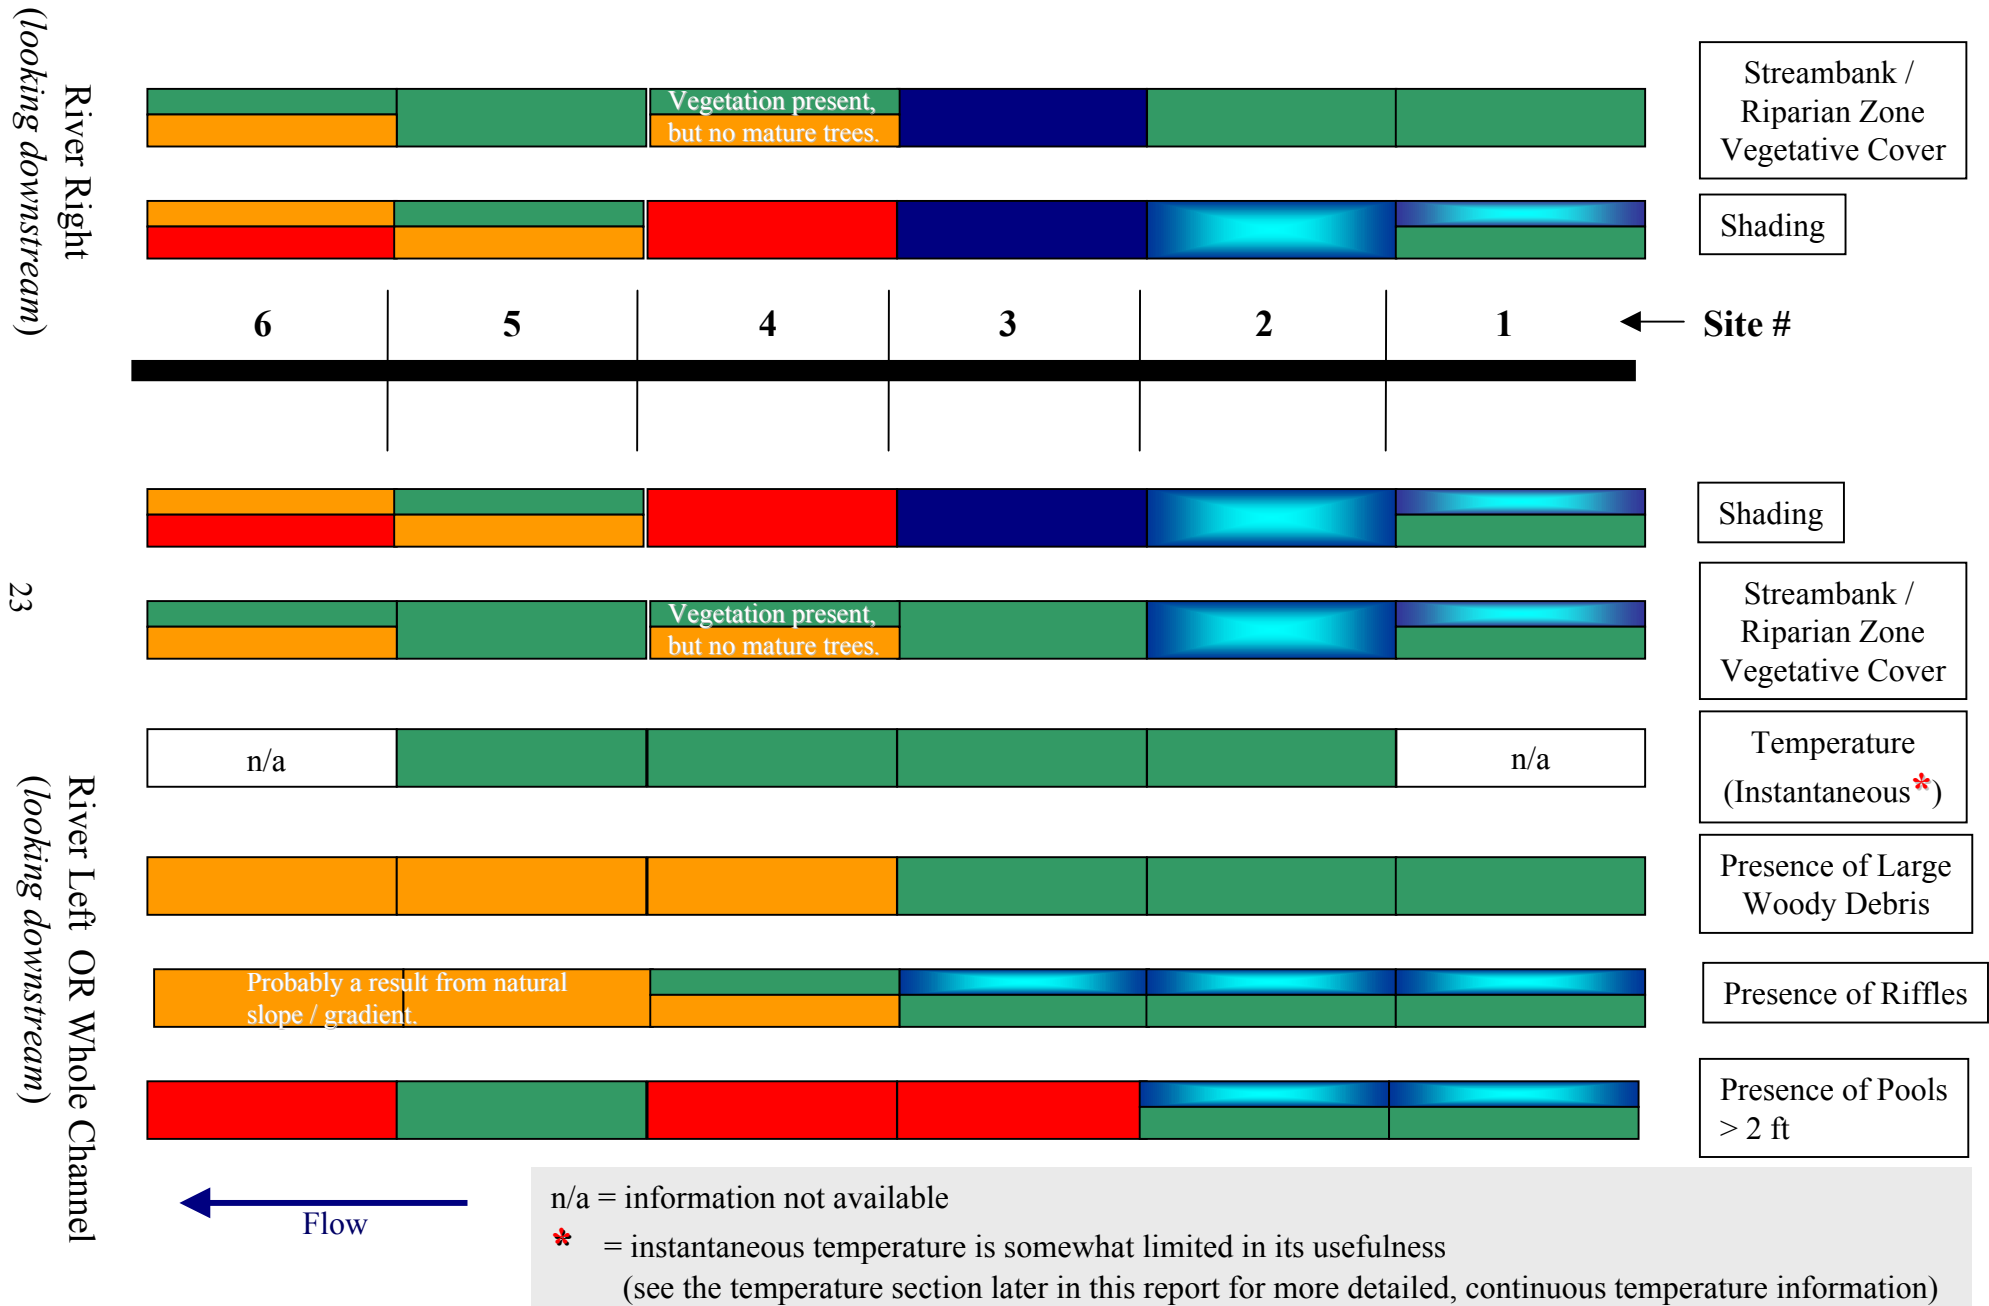 River Right
(looking downstream)
Vegetation present,
but no mature trees.
Streambank /
Riparian Zone
Vegetative Cover
Shading
6 5 4 3 2 1 Site #
Shading
23
Vegetation present,
but no mature trees.
Streambank /
Riparian Zone
Vegetative Cover
River Left OR Whole Channel
(looking downstream)
n/a n/a
Temperature
(Instantaneous*)
Presence of Large
Woody Debris
Probably a result from natural
slope / gradient.
Presence of Riffles
Presence of Pools
> 2 ft
Flow
n/a = information not available
* = instantaneous temperature is somewhat limited in its usefulness
(see the temperature section later in this report for more detailed, continuous temperature information)